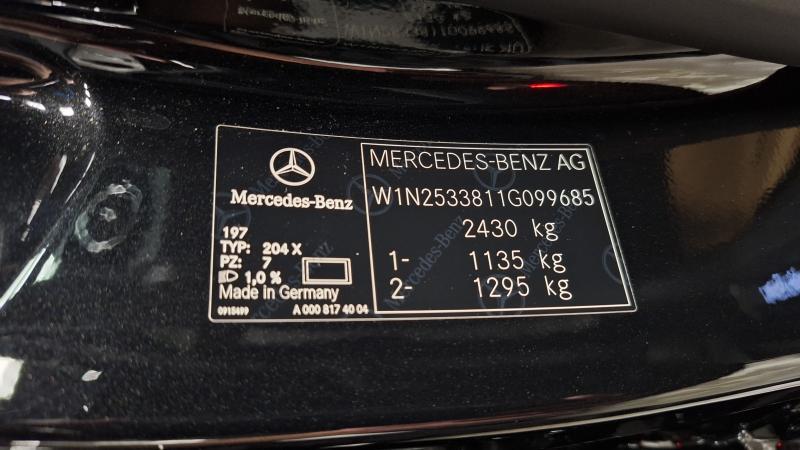 Mercedes-Benz
197
TYP: 204 X
PZ: 7
1,0 %
Made in Germany
0915499 A 000 817 40 04
MERCEDES-BENZ AG
W1N2533811G099685
2430 kg
1- 1135 kg
2- 1295 kg